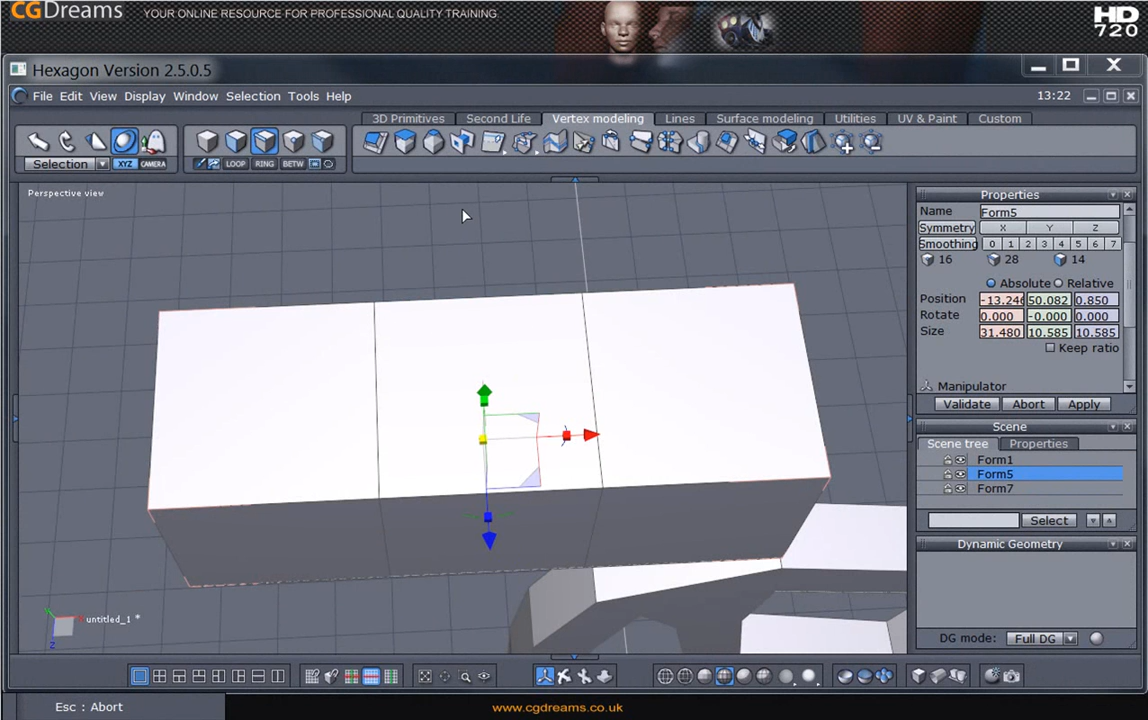 CGDreams
YOUR ONLINE RESOURCE FOR PROFESSIONAL QUALITY TRAINING.
HD
720
Hexagon Version 2.5.0.5
File Edit View Display Window Selection Tools Help
13:22
3D Primitives Second Life Vertex modeling Lines Surface modeling Utilities UV & Paint Custom
Selection XYZ CAMERA LOOP RING BETW
Perspective view
Properties
Name Form5
Symmetry X Y Z
Smoothing 0 1 2 3 4 5 6 7
16 28 14
Absolute Relative
Position -13.24 50.082 0.850
Rotate 0.000 -0.000 0.000
Size 31.480 10.585 10.585
Keep ratio
Manipulator
Validate Abort Apply
Scene
Scene tree Properties
Form1
Form5
Form7
Select
Dynamic Geometry
untitled_1 *
Z
DG mode: Full DG
Esc : Abort
www.cgdreams.co.uk